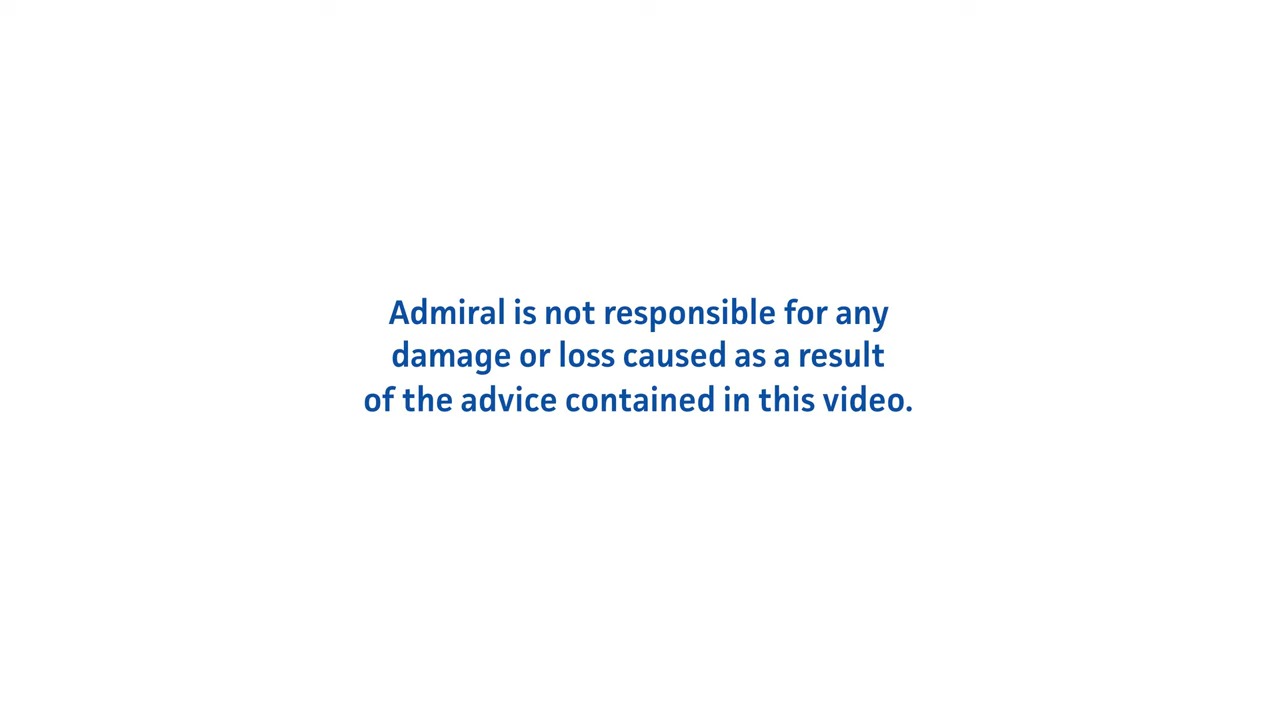 Admiral is not responsible for any
damage or loss caused as a result
of the advice contained in this video.